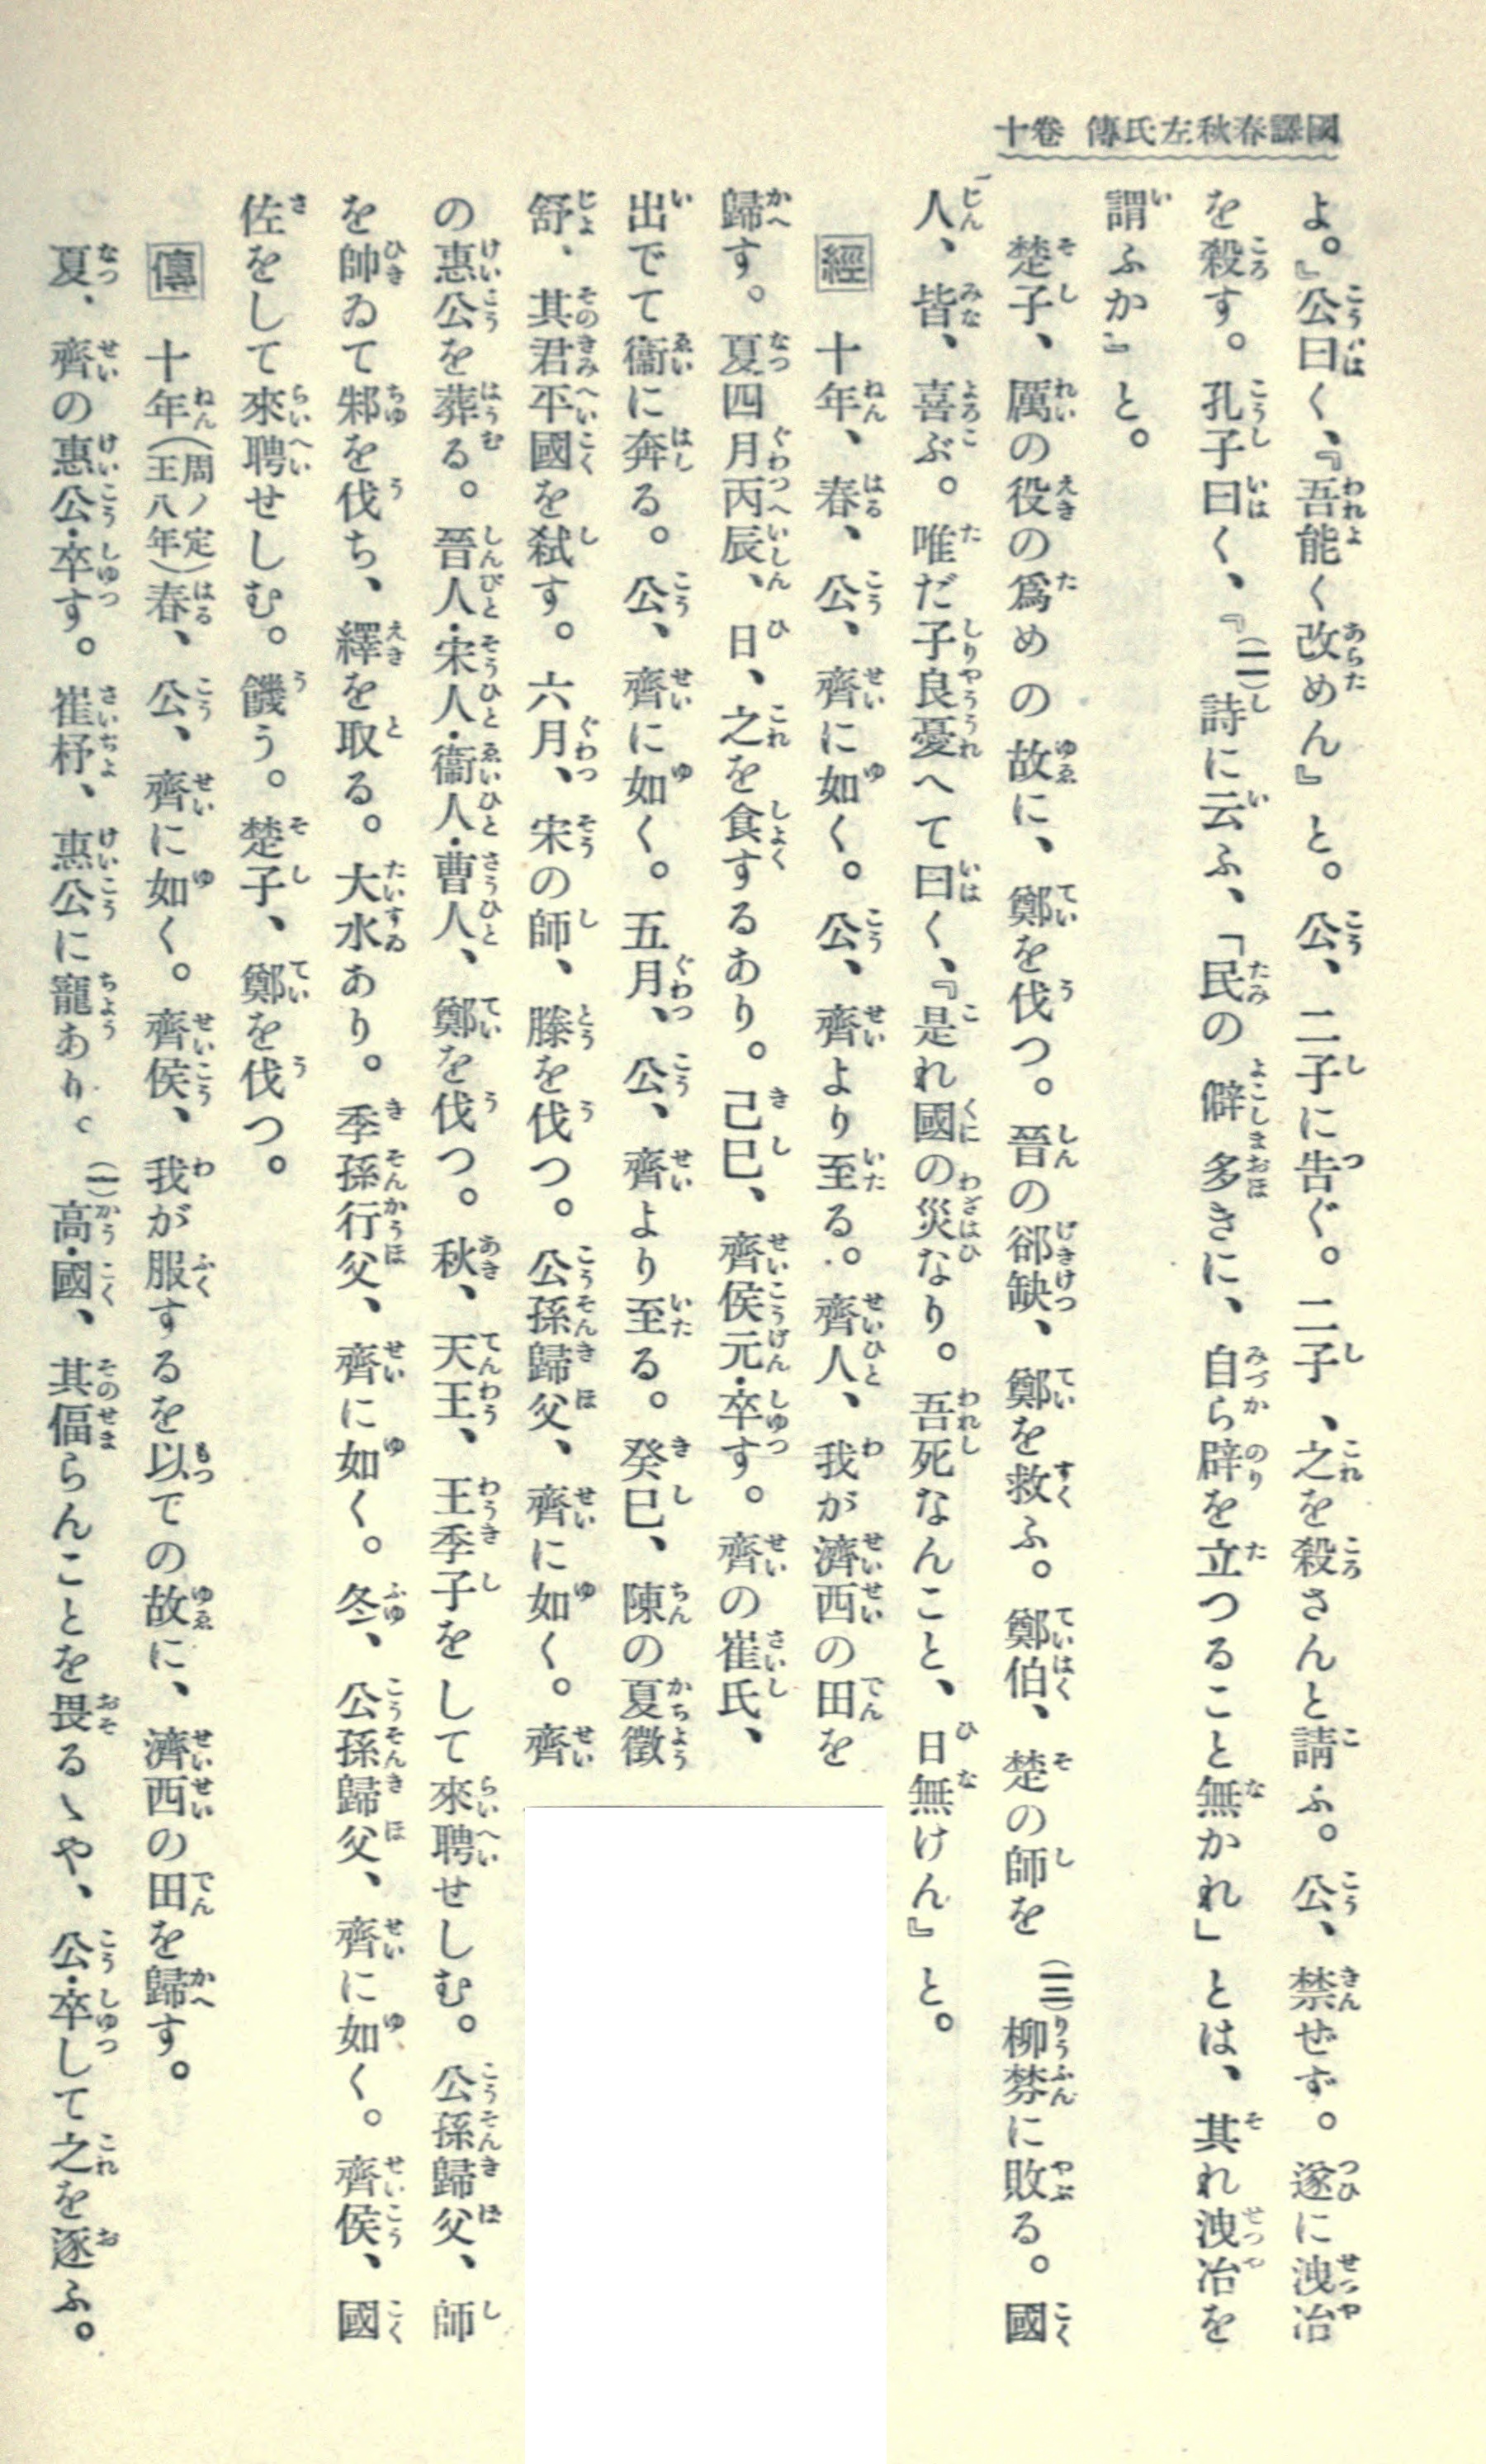 國譯春秋左氏傳 卷十
よ。』公曰く、『吾能く改めん』と。公、二子に吿ぐ。二子、之を殺さんと請ふ。公、禁せず。遂に洩冶
を殺す。孔子曰く、『(一二)詩に云ふ、「民の僻多きに、自ら辟を立つること無かれ」とは、其れ洩冶を
謂ふか』と。
楚子、厲の役の爲めの故に、鄭を伐つ。晉の郤缺、鄭を救ふ。鄭伯、楚の師を(一三)柳棼に敗る。國
人、皆、喜ぶ。唯だ子良憂へて曰く、『是れ國の災なり。吾死なんこと、日無けん』と。
經 十年、春、公、齊に如く。公、齊より至る。齊人、我が濟西の田を
歸す。夏四月丙辰、日、之を食するあり。己巳、齊侯元・卒す。齊の崔氏、
出でて衞に奔る。公、齊に如く。五月、公、齊より至る。癸巳、陳の夏徵
舒、其君平國を弑す。六月、宋の師、滕を伐つ。公孫歸父、齊に如く。齊
の惠公を葬る。晉人・宋人・衞人・曹人、鄭を伐つ。秋、天王、王季子をして來聘せしむ。公孫歸父、師
を帥ゐて邾を伐ち、繹を取る。大水あり。季孫行父、齊に如く。冬、公孫歸父、齊に如く。齊侯、國
佐をして來聘せしむ。饑う。楚子、鄭を伐つ。
傳 十年(周ノ定王八年)春、公、齊に如く。齊侯、我が服するを以ての故に、濟西の田を歸す。
夏、齊の惠公・卒す。崔杼、惠公に寵あり。(一)高・國、其偪らんことを畏るゝや、公・卒して之を逐ふ。